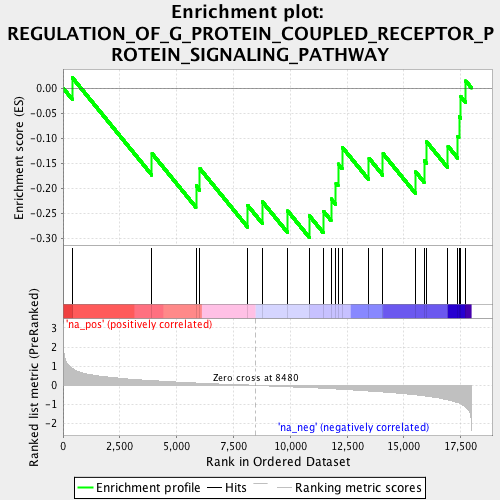 Enrichment plot:
REGULATION_OF_G_PROTEIN_COUPLED_RECEPTOR_P
ROTEIN_SIGNALING_PATHWAY
Enrichment score (ES)
0.00
-0.05
-0.10
-0.15
-0.20
-0.25
-0.30
'na_pos' (positively correlated)
Ranked list metric (PreRanked)
3
2
1
0
-1
-2
Zero cross at 8480
'na_neg' (negatively correlated)
0
2,500
5,000
7,500
10,000
12,500
15,000
17,500
Rank in Ordered Dataset
Enrichment profile
Hits
Ranking metric scores